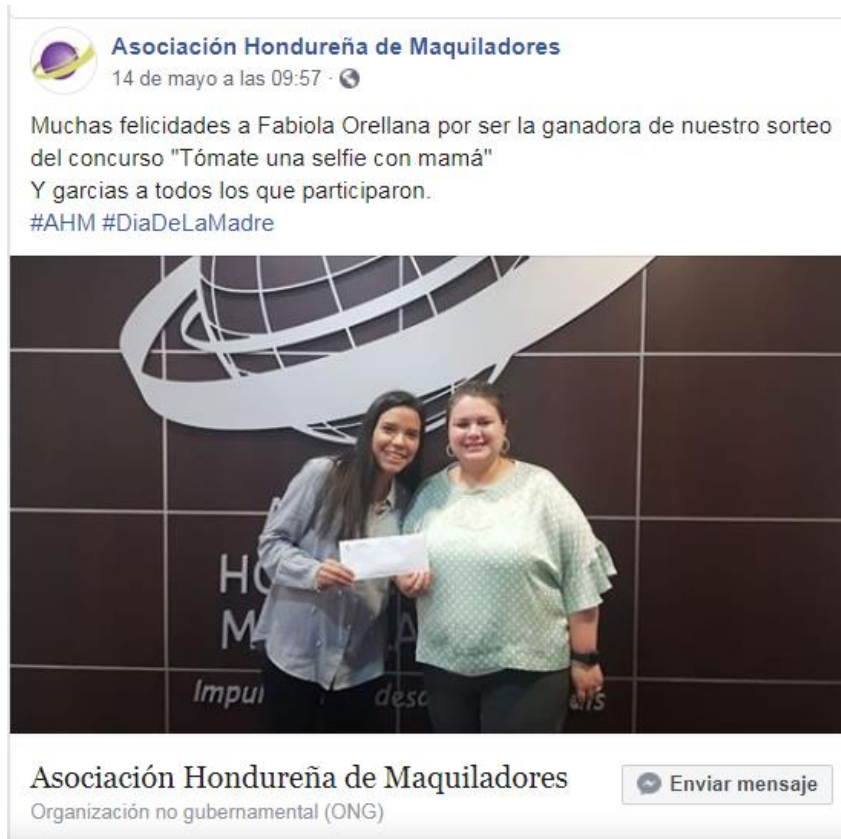 Asociación Hondureña de Maquiladores
14 de mayo a las 09:57 ·
Muchas felicidades a Fabiola Orellana por ser la ganadora de nuestro sorteo
del concurso "Tómate una selfie con mamá"
Y garcias a todos los que participaron.
#AHM #DiaDeLaMadre
Asociación Hondureña de Maquiladores
Enviar mensaje
Organización no gubernamental (ONG)